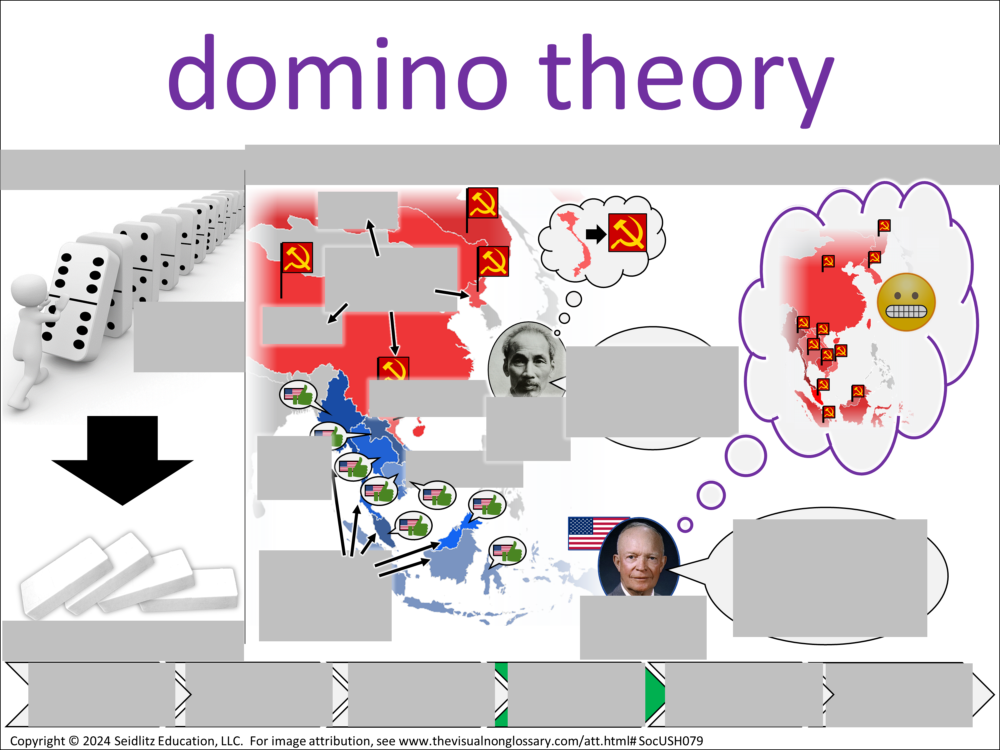 domino theory
Copyright © 2024 Seidlitz Education, LLC.  For image attribution, see www.thevisualnonglossary.com/att.html# SocUSH079